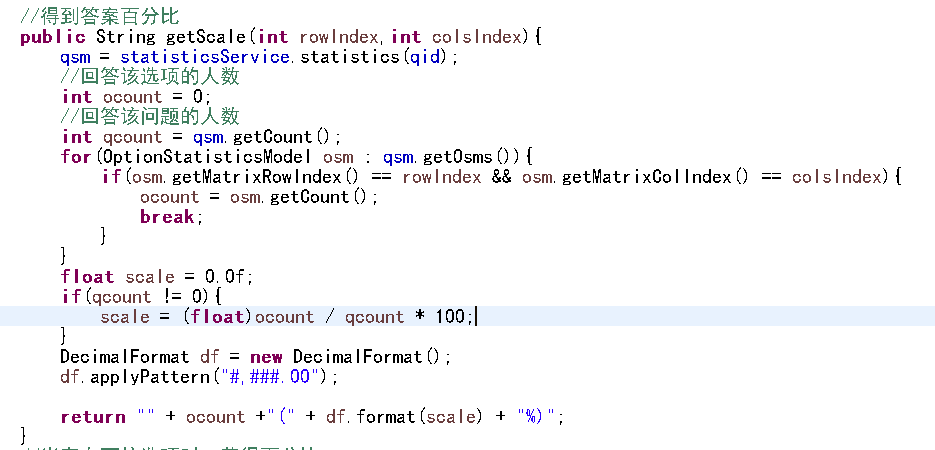 //得到答案百分比
public String getScale(int rowIndex,int colsIndex){
qsm = statisticsService.statistics(qid);
//回答该选项的人数
int ocount = 0;
//回答该问题的人数
int qcount = qsm.getCount();
for(OptionStatisticsModel osm : qsm.getOsms()){
if(osm.getMatrixRowIndex() == rowIndex && osm.getMatrixColIndex() == colsIndex){
ocount = osm.getCount();
break;
}
}
float scale = 0.0f;
if(qcount != 0){
scale = (float)ocount / qcount * 100;
}
DecimalFormat df = new DecimalFormat();
df.applyPattern("#,###.00");
return "" + ocount +"(" + df.format(scale) + "%)";
}